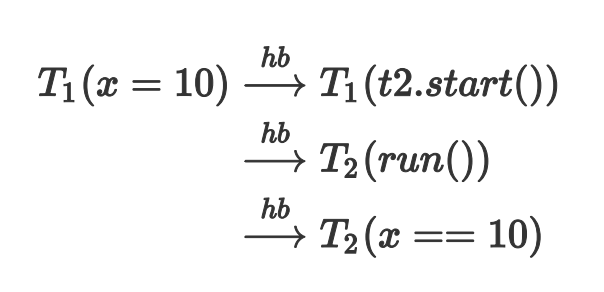 T₁(x = 10) hb⟶ T₁(t2.start())
hb⟶ T₂(run())
hb⟶ T₂(x == 10)